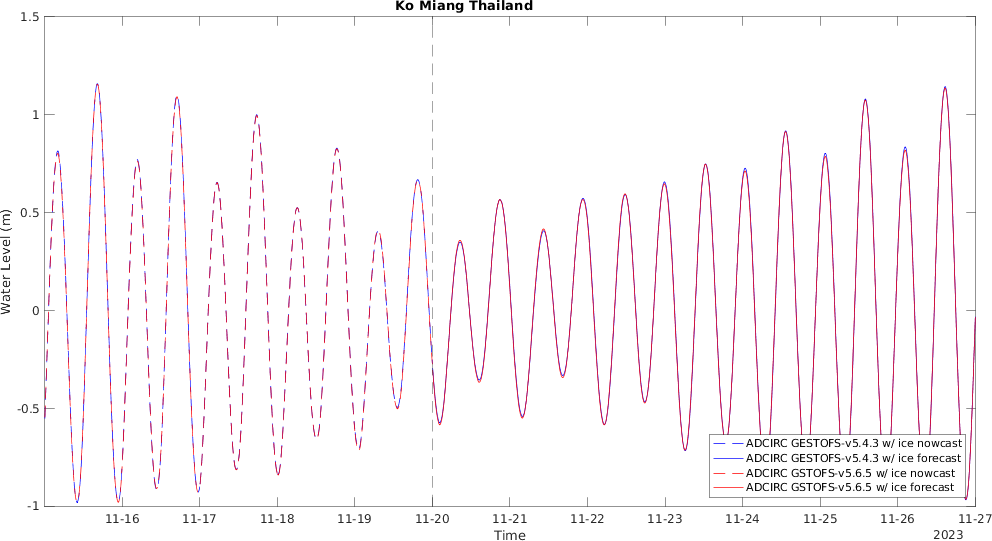 Ko Miang Thailand
1.5
1
0.5
0
-0.5
-1
Water Level (m)
11-16 11-17 11-18 11-19 11-20 11-21 11-22 11-23 11-24 11-25 11-26 11-27
Time
2023
ADCIRC GESTOFS-v5.4.3 w/ ice nowcast
ADCIRC GESTOFS-v5.4.3 w/ ice forecast
ADCIRC GSTOFS-v5.6.5 w/ ice nowcast
ADCIRC GSTOFS-v5.6.5 w/ ice forecast